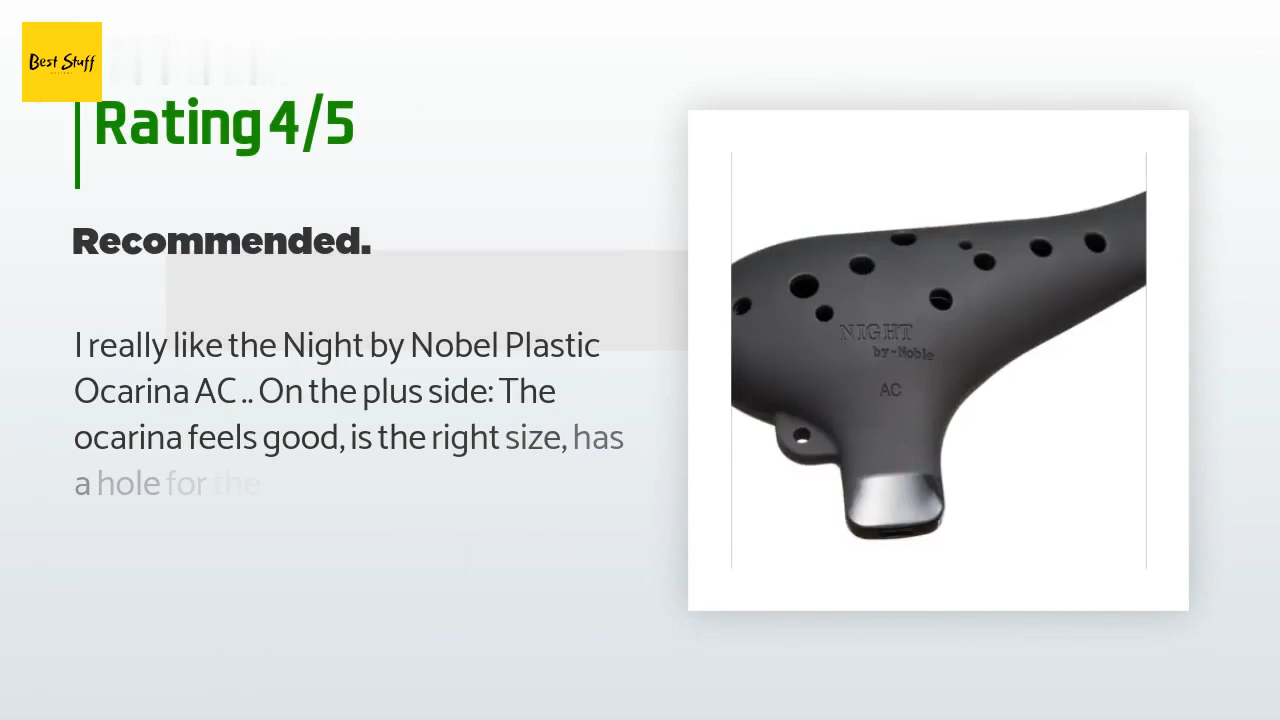 Best Stuff
Rating 4/5
Recommended.
I really like the Night by Nobel Plastic
Ocarina AC .. On the plus side: The
ocarina feels good, is the right size, has
a hole for the
NIGHT
by-Noble
AC